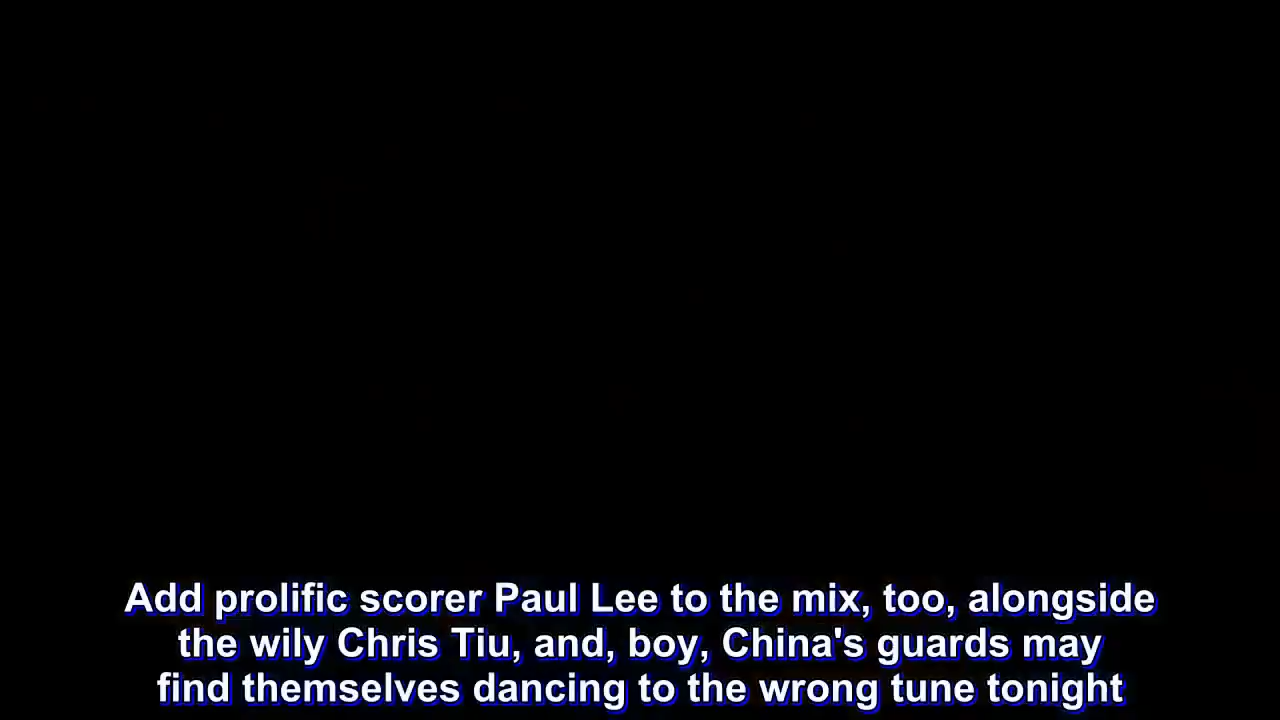 Add prolific scorer Paul Lee to the mix, too, alongside
the wily Chris Tiu, and, boy, China's guards may
find themselves dancing to the wrong tune tonight